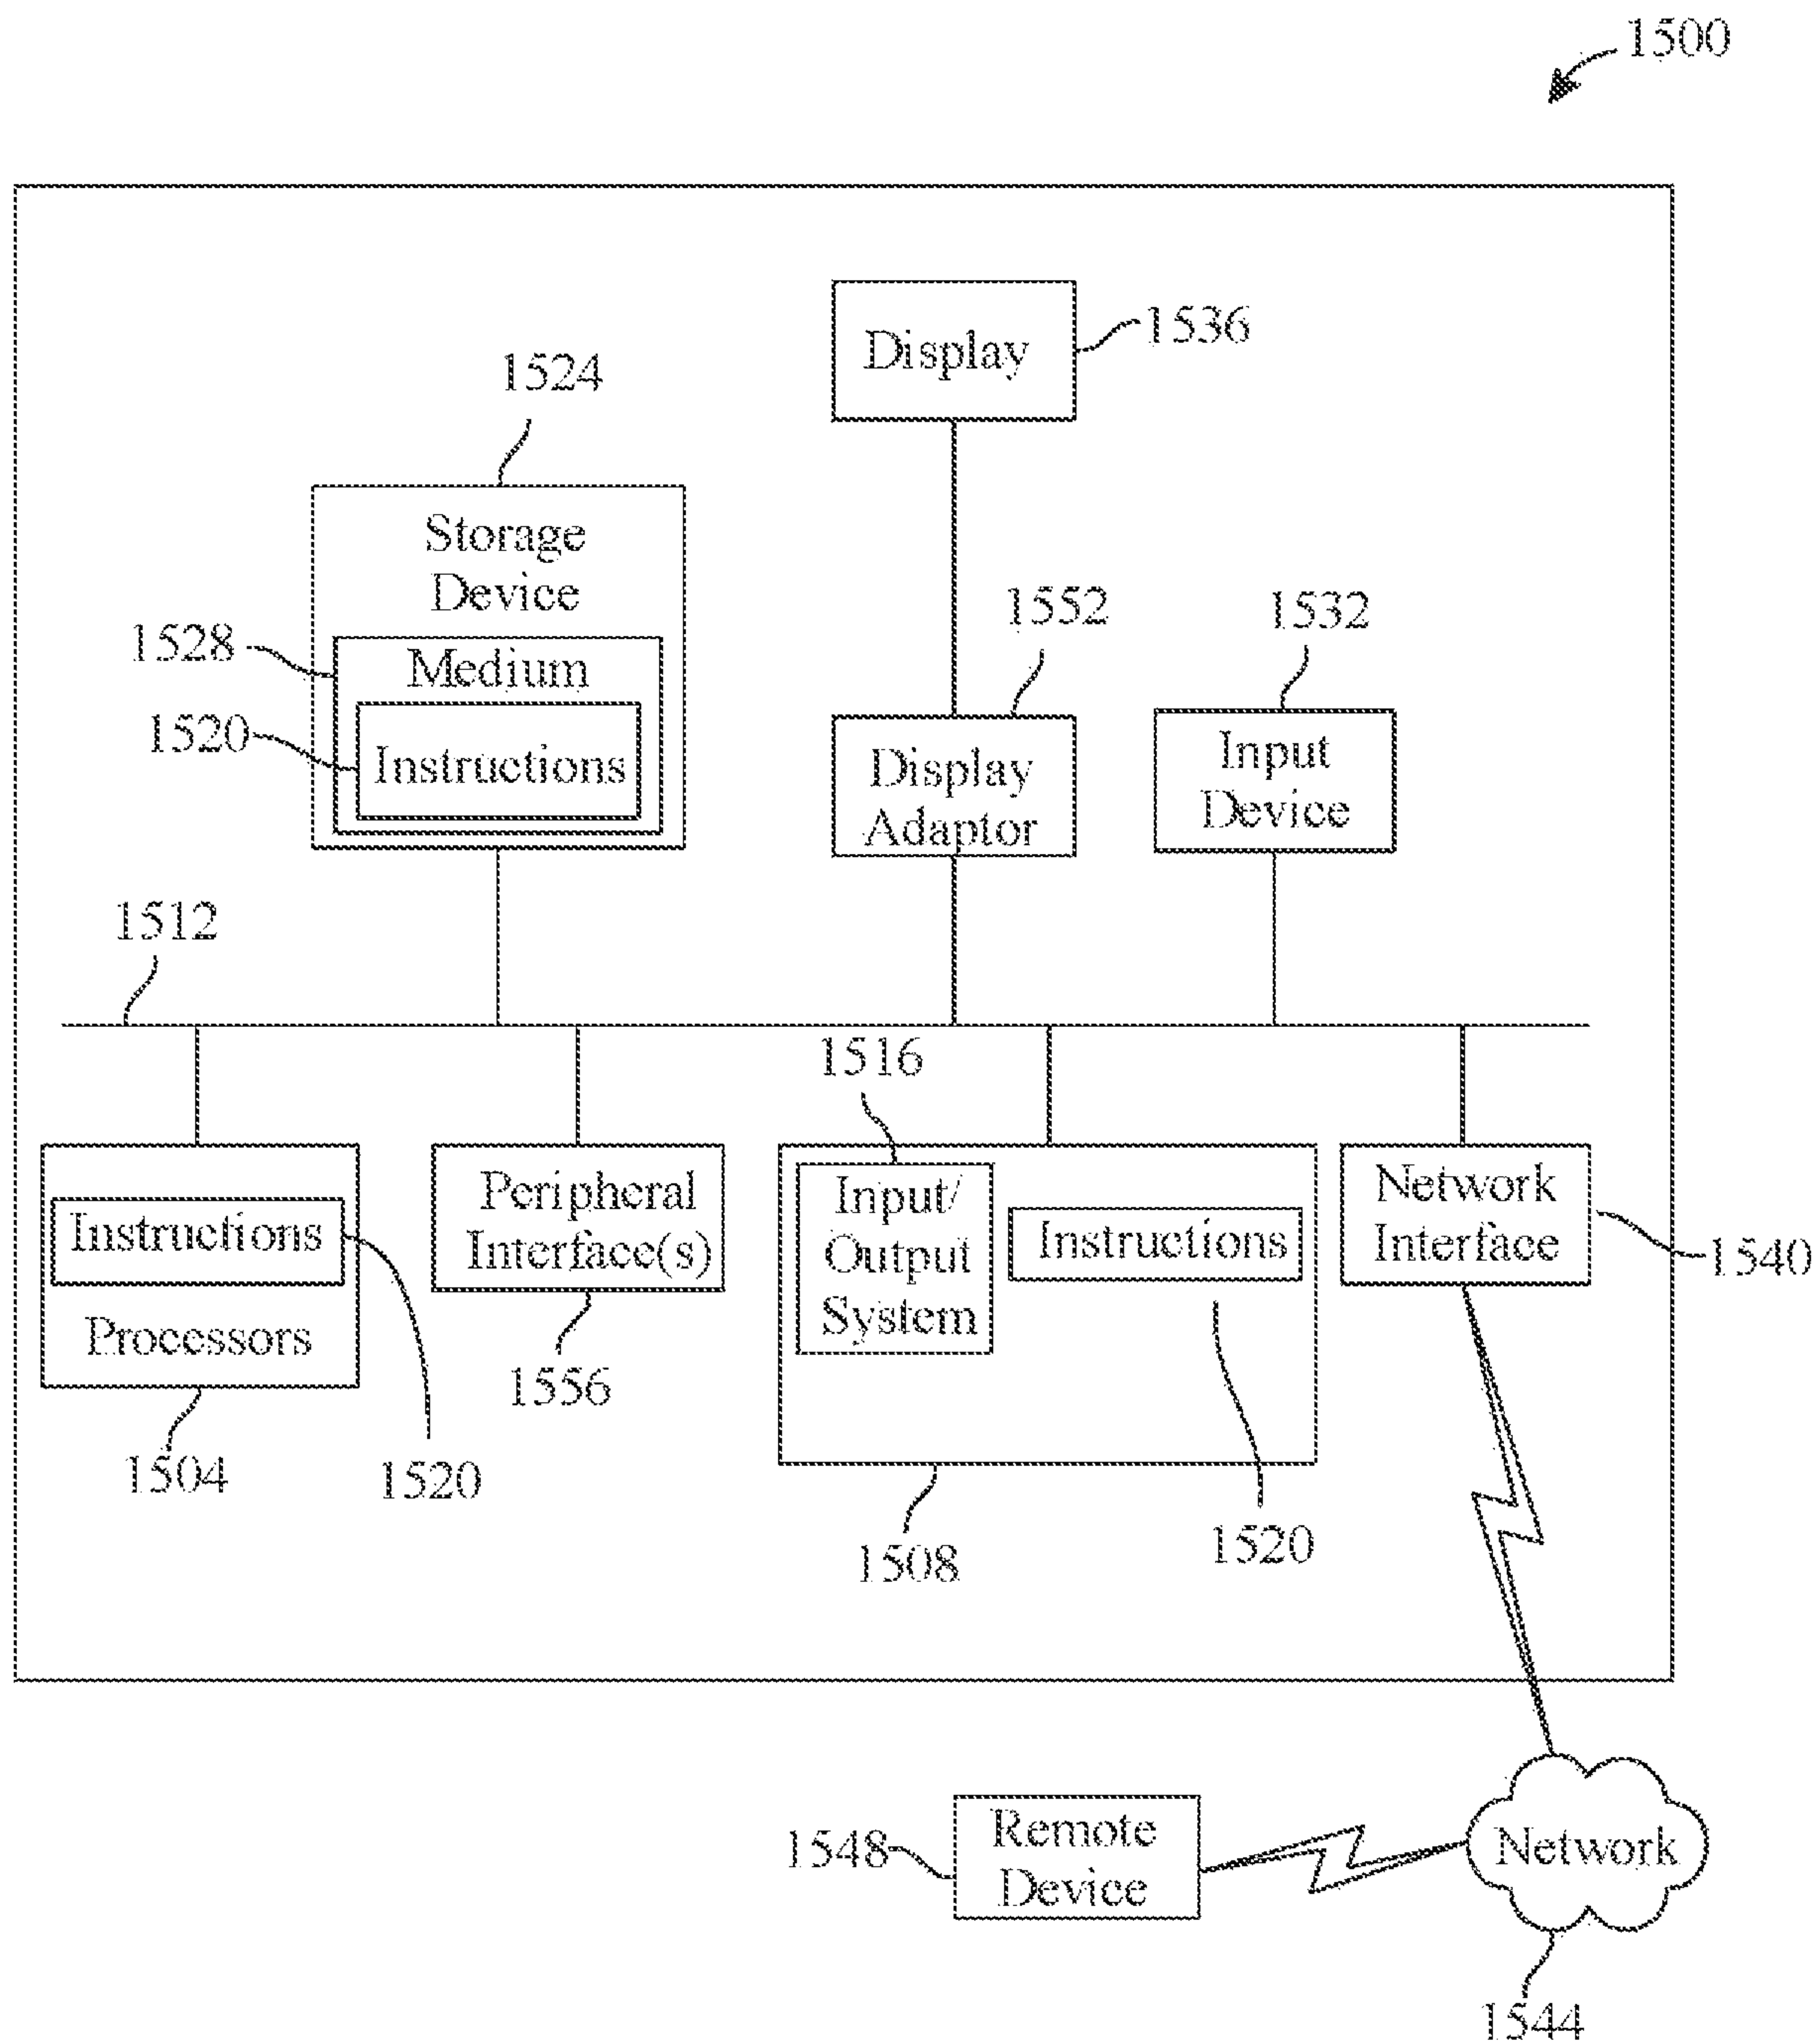 1500
Display
1536
1524
Storage
Device
1528
Medium
1520
Instructions
1552
Display
Adaptor
1532
Input
Device
1512
1516
Instructions
Processors
1504
1520
Peripheral
Interface(s)
1556
Input/
Output
System
Instructions
1508
1520
Network
Interface
1540
1548
Remote
Device
Network
1544